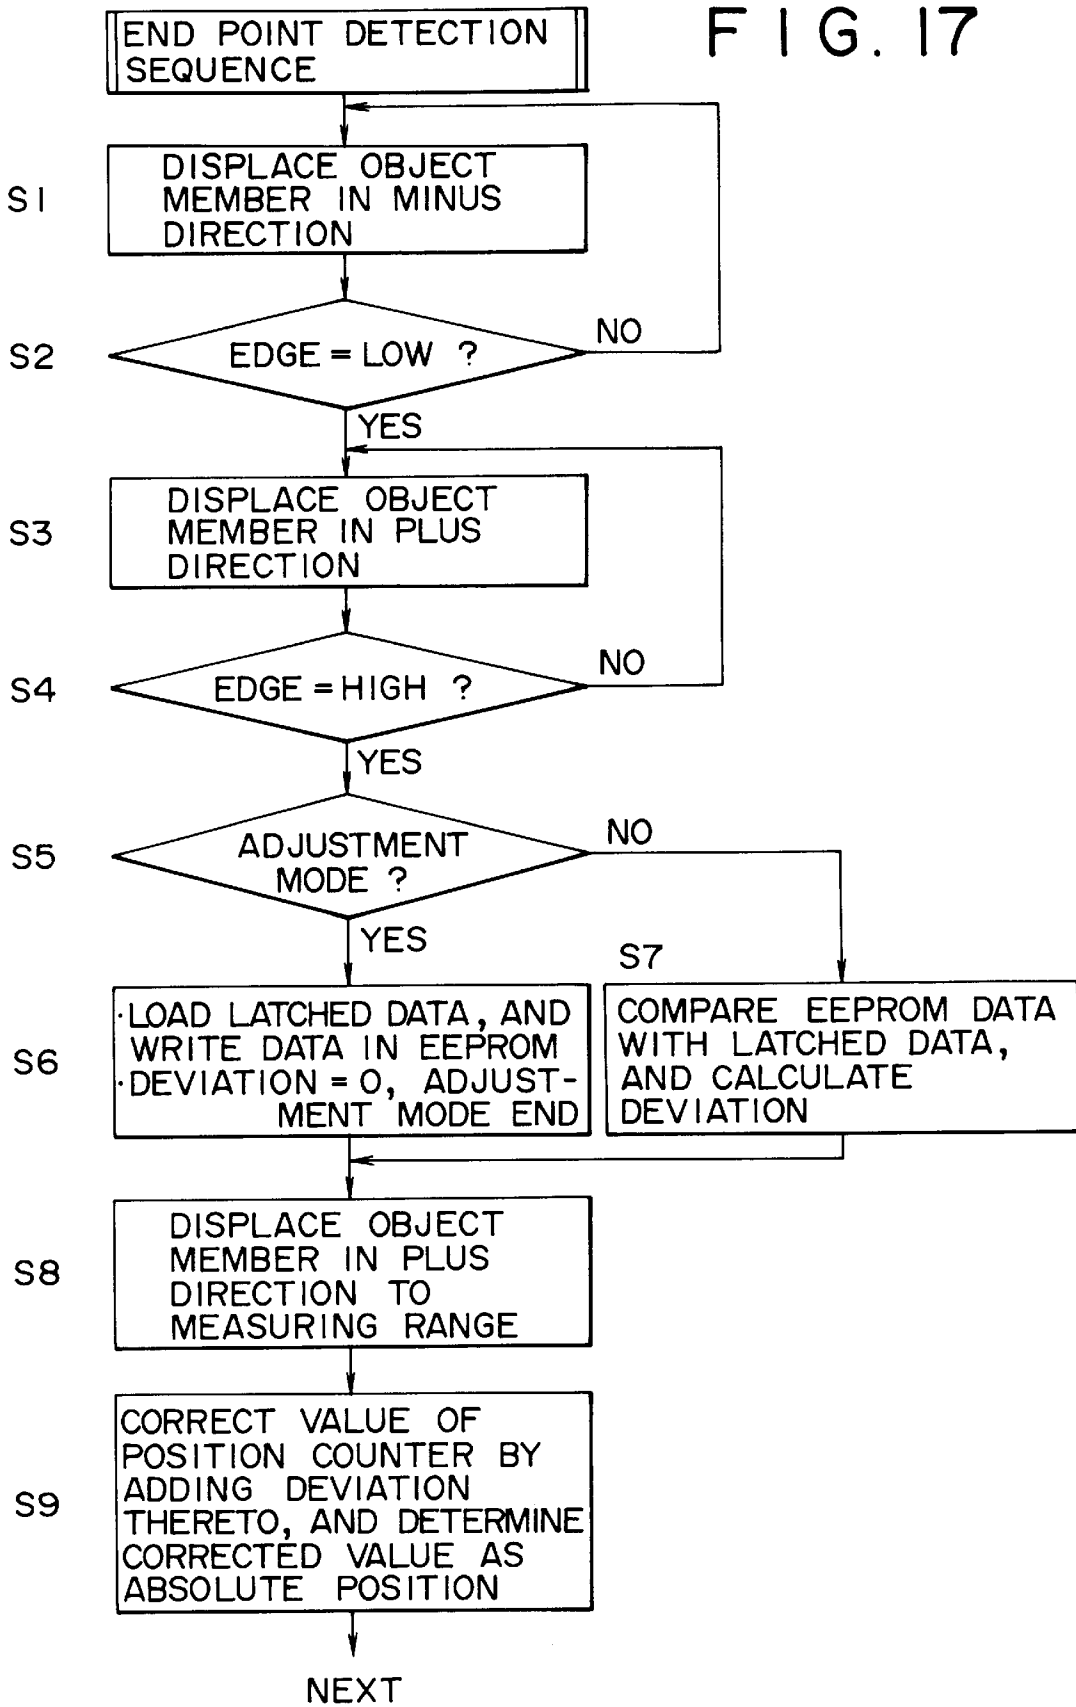 FIG. 17
END POINT DETECTION
SEQUENCE
S1
DISPLACE OBJECT
MEMBER IN MINUS
DIRECTION
S2
EDGE = LOW ?
NO
YES
S3
DISPLACE OBJECT
MEMBER IN PLUS
DIRECTION
S4
EDGE = HIGH ?
NO
YES
S5
ADJUSTMENT
MODE ?
NO
YES
S6
·LOAD LATCHED DATA, AND
WRITE DATA IN EEPROM
·DEVIATION = 0, ADJUST-
MENT MODE END
S7
COMPARE EEPROM DATA
WITH LATCHED DATA,
AND CALCULATE
DEVIATION
S8
DISPLACE OBJECT
MEMBER IN PLUS
DIRECTION TO
MEASURING RANGE
S9
CORRECT VALUE OF
POSITION COUNTER BY
ADDING DEVIATION
THERETO, AND DETERMINE
CORRECTED VALUE AS
ABSOLUTE POSITION
NEXT